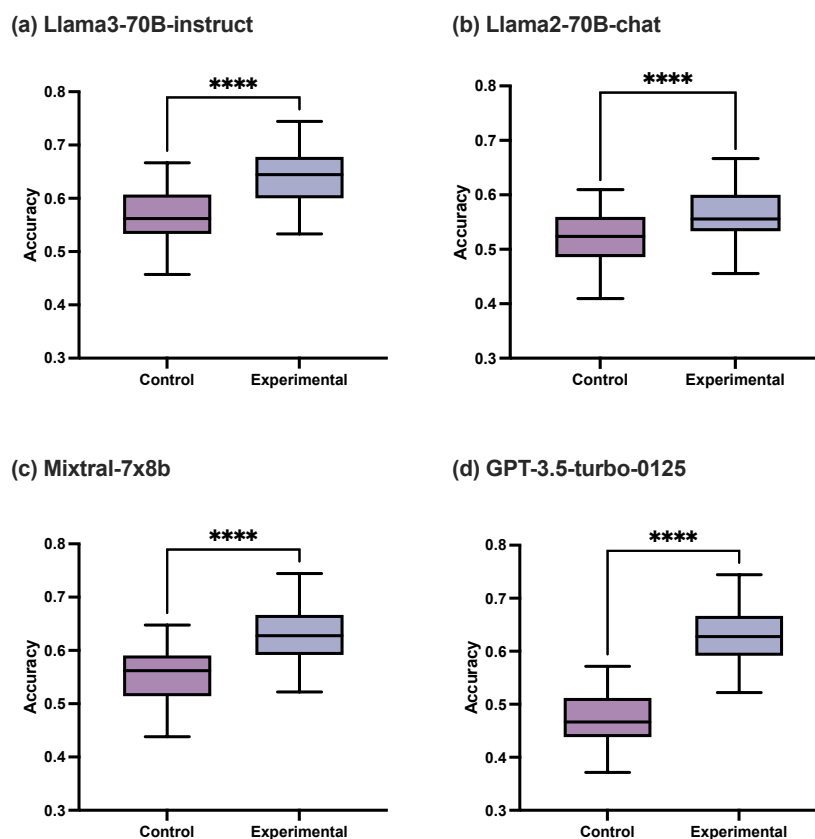 (a) Llama3-70B-instruct
****
0.8
0.7
0.6
0.5
0.4
0.3
Accuracy
Control
Experimental
(b) Llama2-70B-chat
****
0.8
0.7
0.6
0.5
0.4
0.3
Accuracy
Control
Experimental
(c) Mixtral-7x8b
****
0.8
0.7
0.6
0.5
0.4
0.3
Accuracy
Control
Experimental
(d) GPT-3.5-turbo-0125
****
0.8
0.7
0.6
0.5
0.4
0.3
Accuracy
Control
Experimental